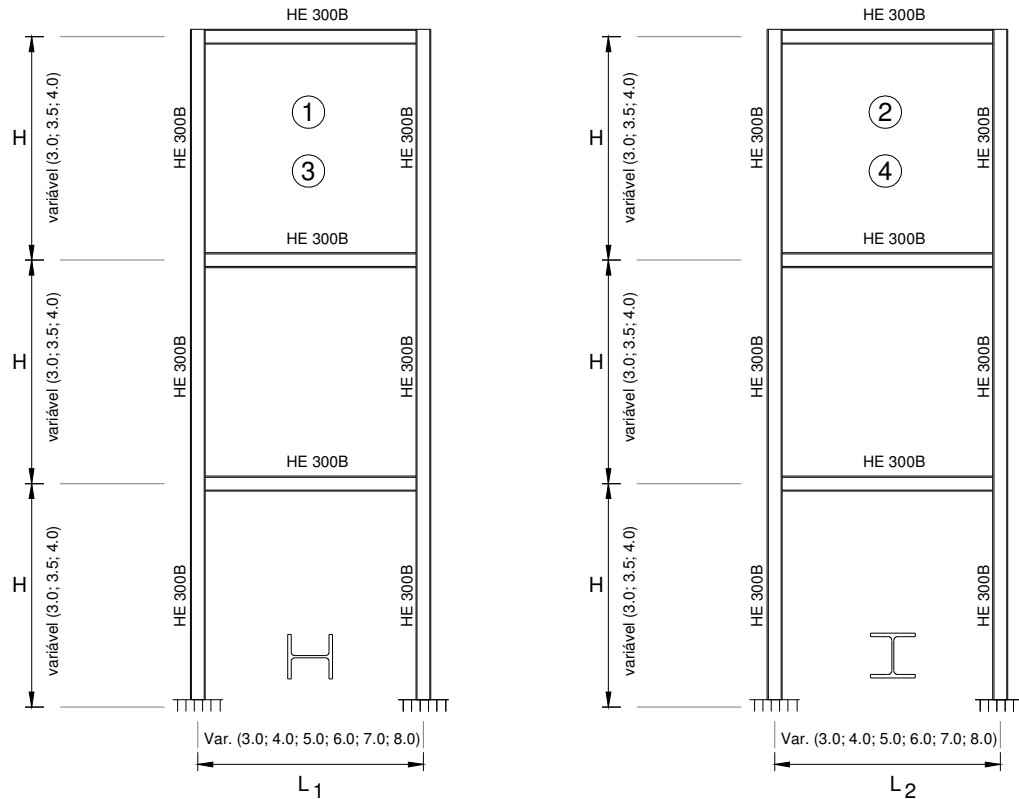 HE 300B
H
variável (3.0; 3.5; 4.0)
HE 300B
1
3
HE 300B
HE 300B
H
variável (3.0; 3.5; 4.0)
HE 300B
HE 300B
HE 300B
H
variável (3.0; 3.5; 4.0)
HE 300B
HE 300B
Var. (3.0; 4.0; 5.0; 6.0; 7.0; 8.0)
L1
HE 300B
H
variável (3.0; 3.5; 4.0)
HE 300B
2
4
HE 300B
HE 300B
H
variável (3.0; 3.5; 4.0)
HE 300B
HE 300B
HE 300B
H
variável (3.0; 3.5; 4.0)
HE 300B
HE 300B
Var. (3.0; 4.0; 5.0; 6.0; 7.0; 8.0)
L2